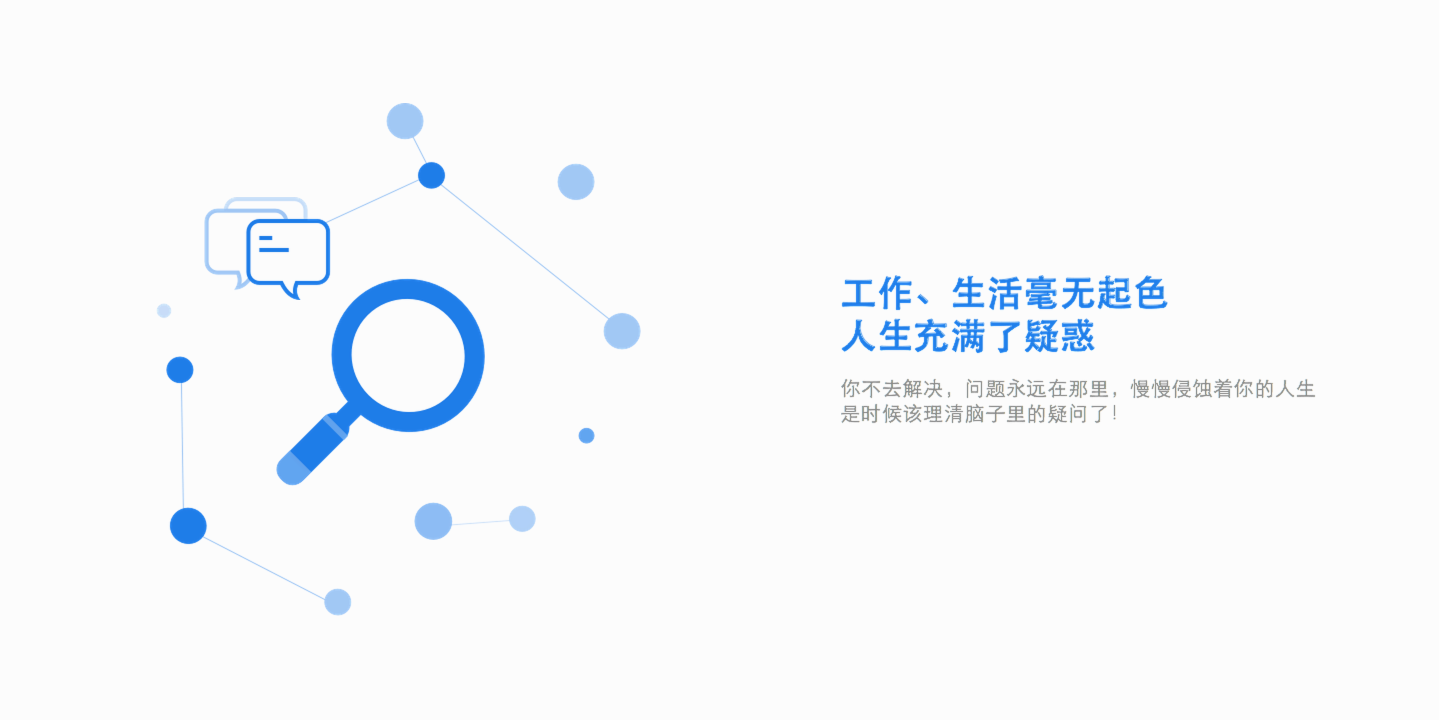 工作、生活毫无起色
人生充满了疑惑
你不去解决，问题永远在那里，慢慢侵蚀着你的人生
是时候该理清脑子里的疑问了！